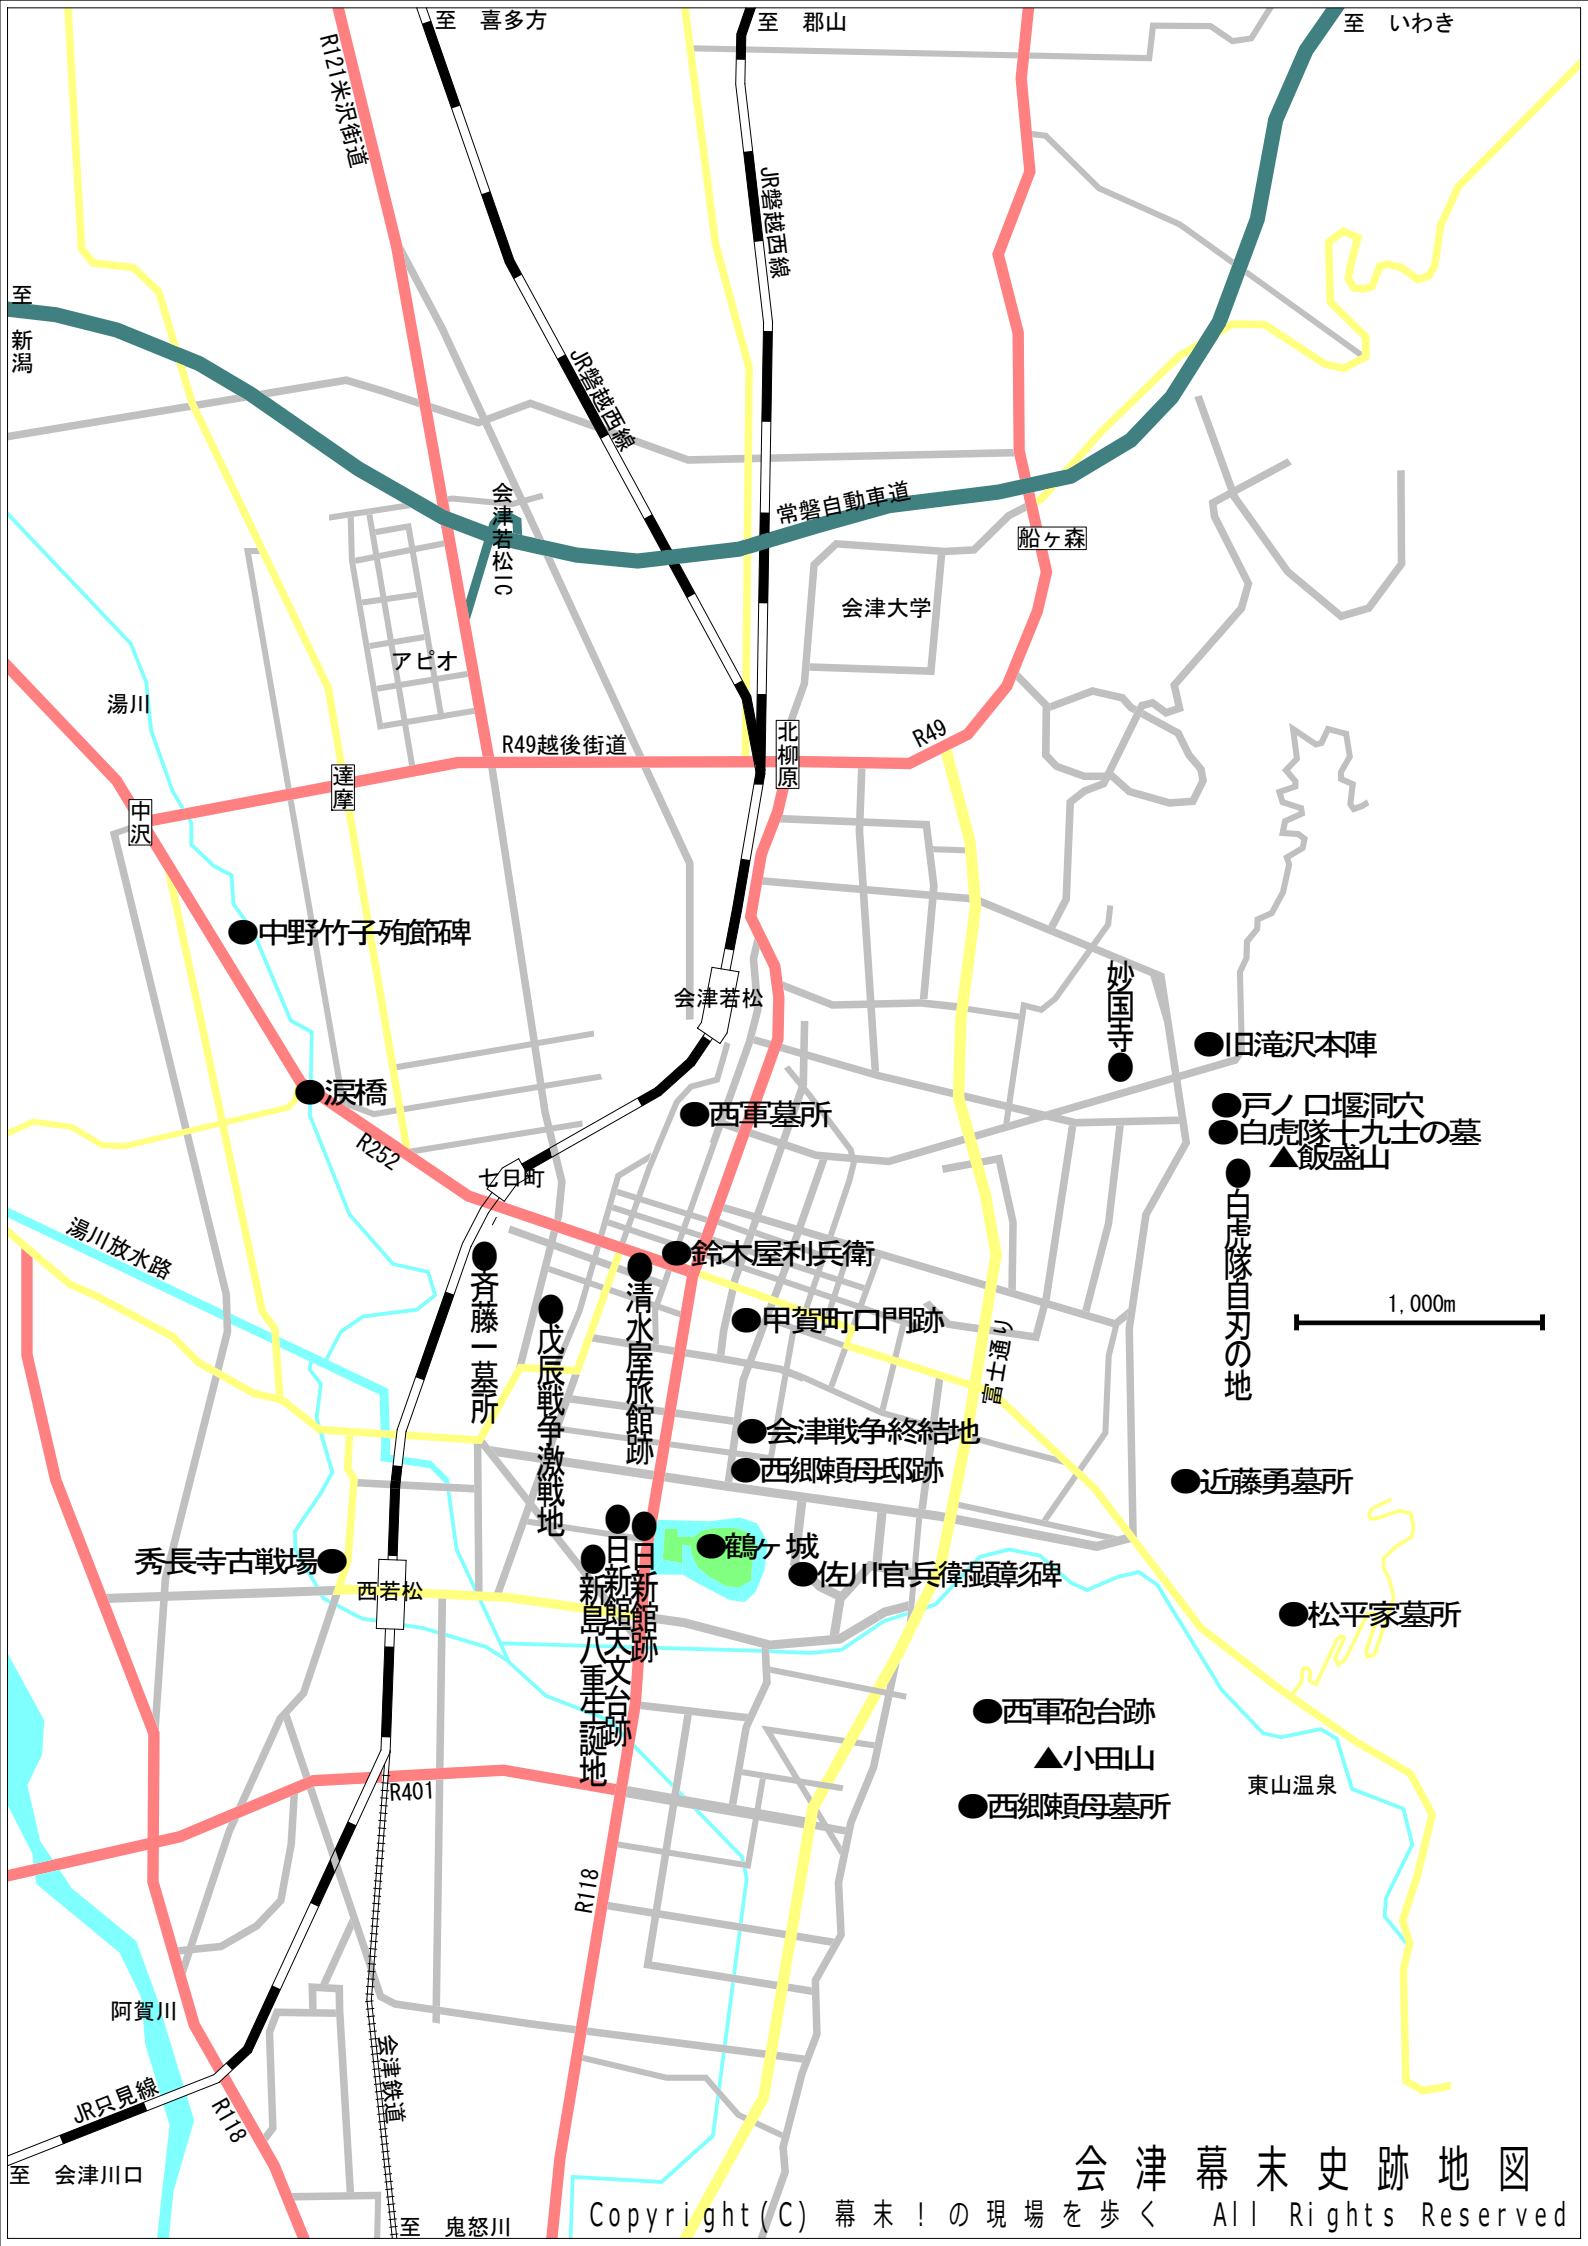 至　喜多方
至　郡山
至　いわき
R121米沢街道
JR磐越西線
至　新潟
JR磐越西線
会津若松IC
常磐自動車道
船ヶ森
会津大学
アピオ
湯川
R49越後街道
北柳原
R49
達摩
中沢
中野竹子殉節碑
会津若松
妙国寺
旧滝沢本陣
涙橋
戸ノ口堰洞穴
西軍墓所
白虎隊十九士の墓
R252
飯盛山
七日町
白虎隊自刃の地
湯川放水路
鈴木屋利兵衛
斉藤一墓所
清水屋旅館跡
戊辰戦争激戦地
甲賀町口門跡
1,000m
富士通り
会津戦争終結地
西郷頼母邸跡
近藤勇墓所
日新館天文台跡
日新館跡
鶴ヶ城
秀長寺古戦場
新島八重生誕地
佐川官兵衛顕彰碑
西若松
松平家墓所
西軍砲台跡
小田山
東山温泉
R401
西郷頼母墓所
R118
阿賀川
会津鉄道
JR只見線
R118
至　会津川口
至　鬼怒川
会津幕末史跡地図
Copyright(C) 幕末！の現場を歩く　All Rights Reserved